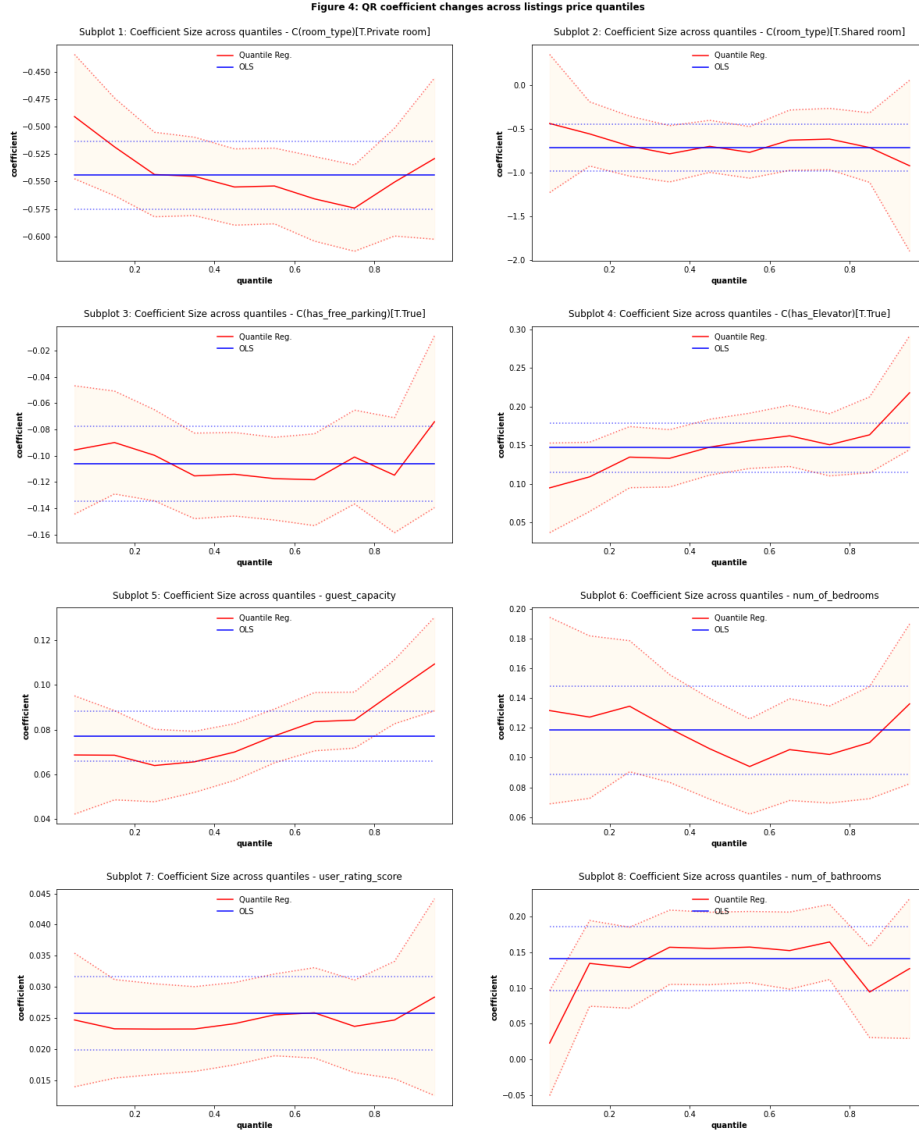 Figure 4: QR coefficient changes across listings price quantiles
Subplot 1: Coefficient Size across quantiles - C(room_type)[T.Private room]
Quantile Reg.
OLS
−0.450
−0.475
−0.500
−0.525
−0.550
−0.575
−0.600
coefficient
0.2 0.4 0.6 0.8
quantile
Subplot 2: Coefficient Size across quantiles - C(room_type)[T.Shared room]
Quantile Reg.
OLS
0.0
−0.5
−1.0
−1.5
−2.0
coefficient
0.2 0.4 0.6 0.8
quantile
Subplot 3: Coefficient Size across quantiles - C(has_free_parking)[T.True]
Quantile Reg.
OLS
−0.02
−0.04
−0.06
−0.08
−0.10
−0.12
−0.14
−0.16
coefficient
0.2 0.4 0.6 0.8
quantile
Subplot 4: Coefficient Size across quantiles - C(has_Elevator)[T.True]
Quantile Reg.
OLS
0.30
0.25
0.20
0.15
0.10
0.05
coefficient
0.2 0.4 0.6 0.8
quantile
Subplot 5: Coefficient Size across quantiles - guest_capacity
Quantile Reg.
OLS
0.12
0.10
0.08
0.06
0.04
coefficient
0.2 0.4 0.6 0.8
quantile
Subplot 6: Coefficient Size across quantiles - num_of_bedrooms
Quantile Reg.
OLS
0.20
0.18
0.16
0.14
0.12
0.10
0.08
0.06
coefficient
0.2 0.4 0.6 0.8
quantile
Subplot 7: Coefficient Size across quantiles - user_rating_score
Quantile Reg.
OLS
0.045
0.040
0.035
0.030
0.025
0.020
0.015
coefficient
0.2 0.4 0.6 0.8
quantile
Subplot 8: Coefficient Size across quantiles - num_of_bathrooms
Quantile Reg.
OLS
0.20
0.15
0.10
0.05
0.00
−0.05
coefficient
0.2 0.4 0.6 0.8
quantile